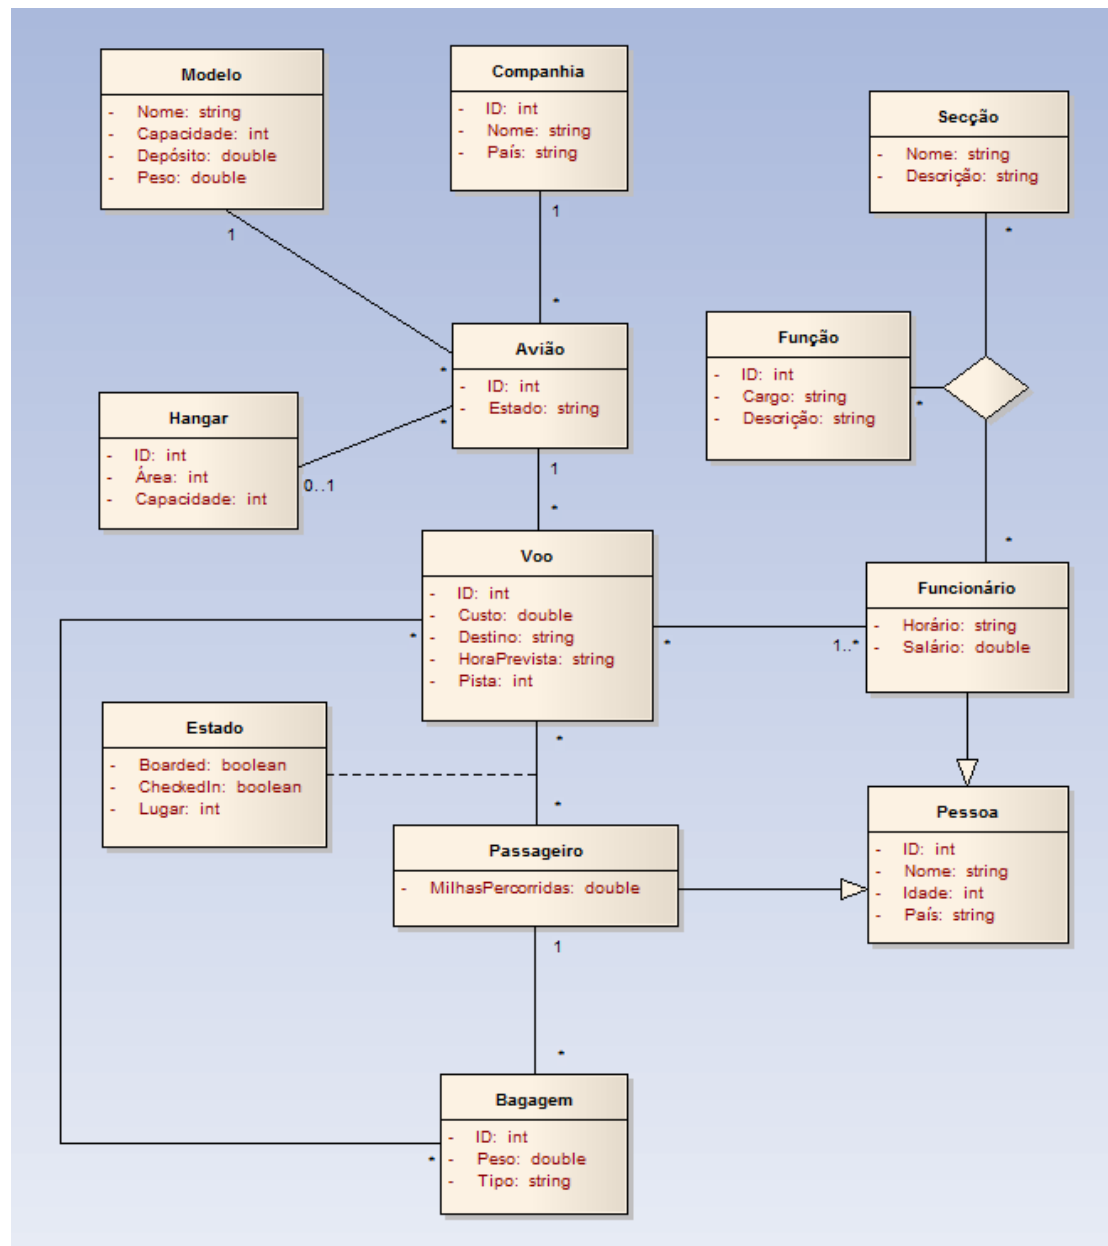 Modelo
- Nome: string
- Capacidade: int
- Depósito: double
- Peso: double
1
Companhia
- ID: int
- Nome: string
- País: string
1
*
Secção
- Nome: string
- Descrição: string
*
Avião
- ID: int
- Estado: string
*
*
1
*
Função
- ID: int
- Cargo: string
- Descrição: string
*
*
Hangar
- ID: int
- Área: int
- Capacidade: int
0..1
Voo
- ID: int
- Custo: double
- Destino: string
- HoraPrevista: string
- Pista: int
*
*
1..*
*
Funcionário
- Horário: string
- Salário: double
Estado
- Boarded: boolean
- CheckedIn: boolean
- Lugar: int
*
Passageiro
- MilhasPercorridas: double
1
*
Pessoa
- ID: int
- Nome: string
- Idade: int
- País: string
Bagagem
- ID: int
- Peso: double
- Tipo: string
*